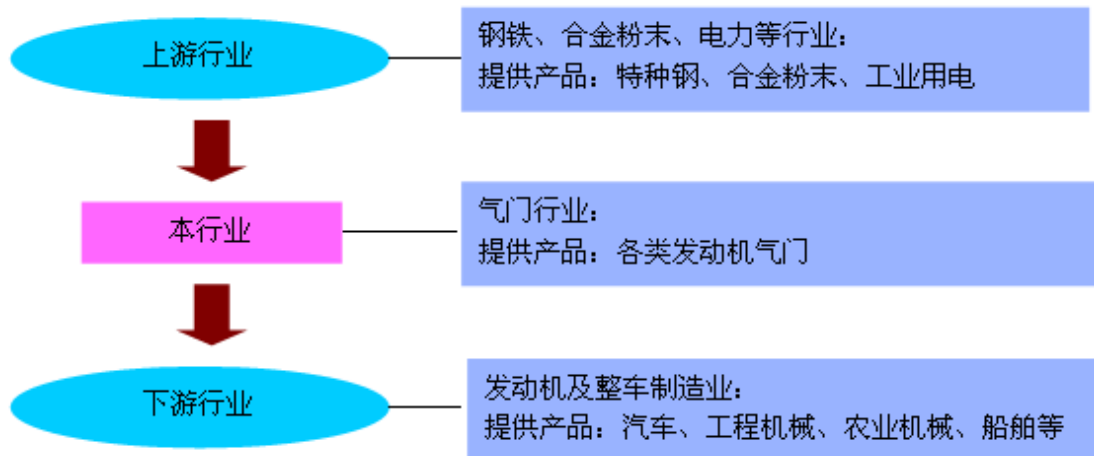 上游行业
钢铁、合金粉末、电力等行业：
提供产品：特种钢、合金粉末、工业用电
本行业
气门行业：
提供产品：各类发动机气门
下游行业
发动机及整车制造业：
提供产品：汽车、工程机械、农业机械、船舶等